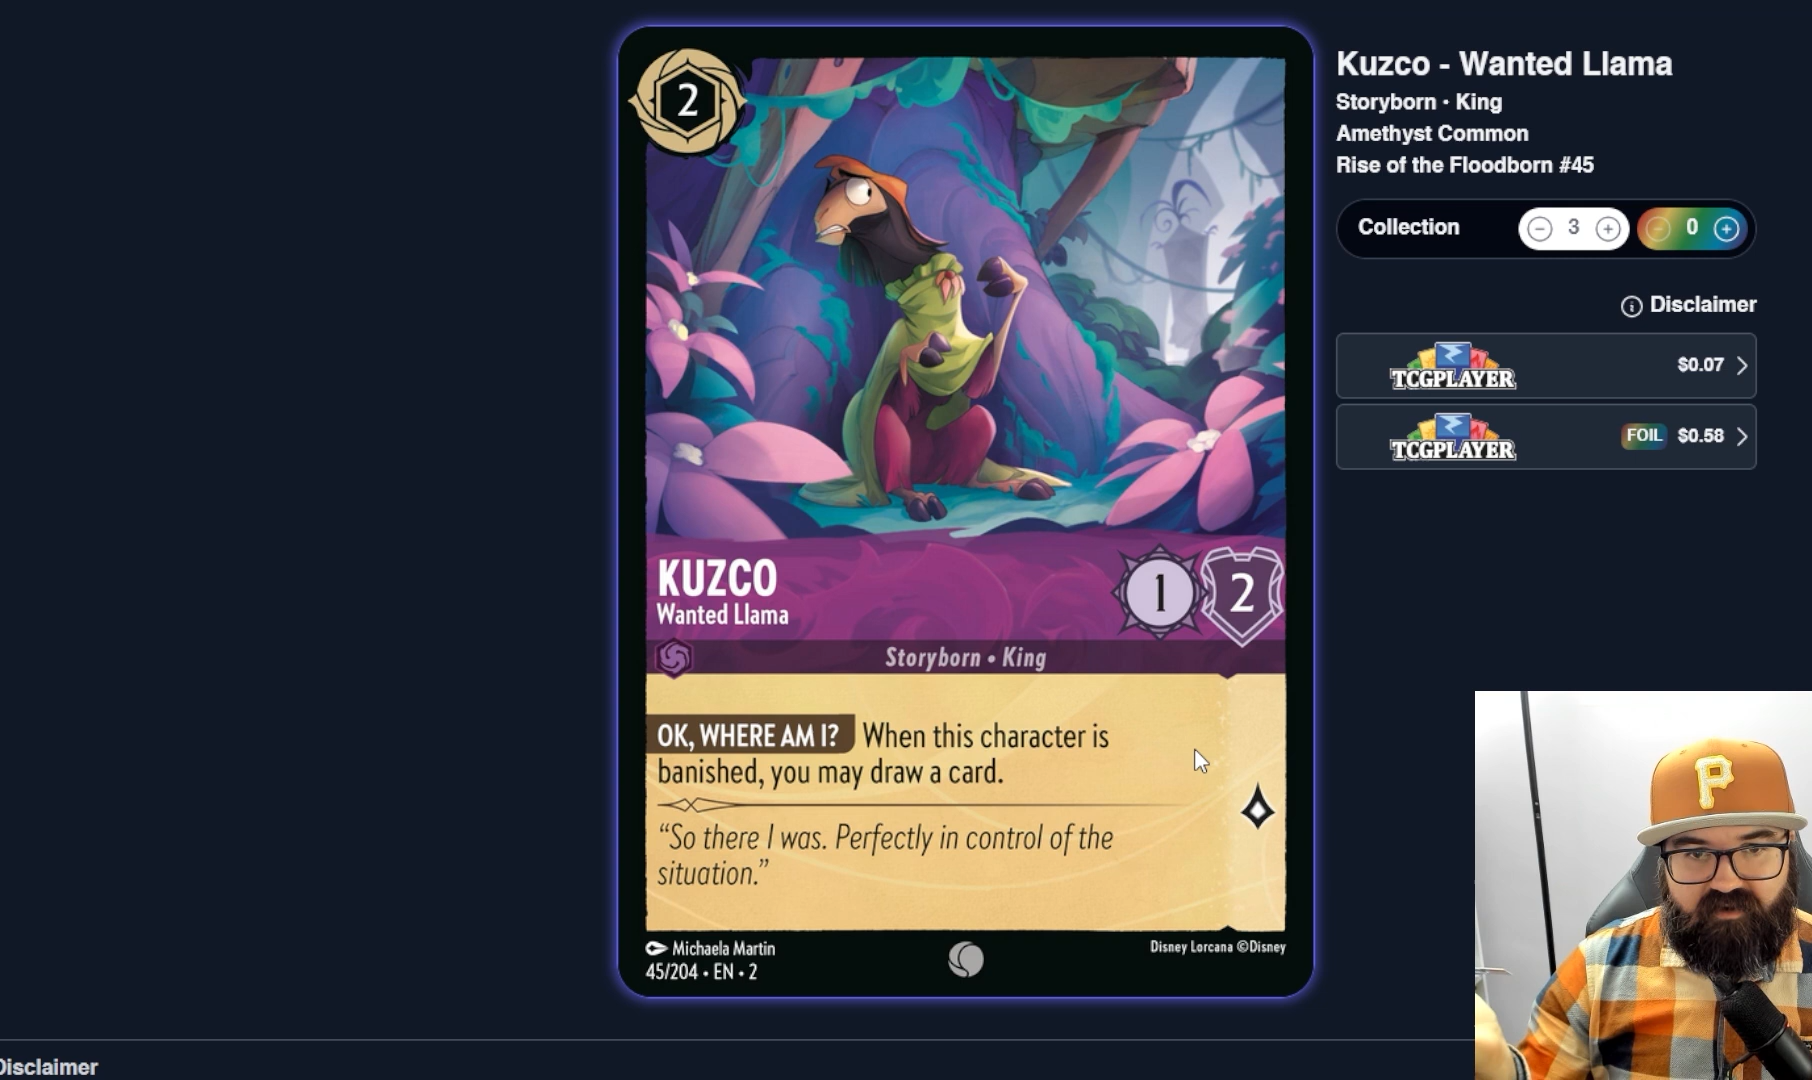 2
KUZCO
Wanted Llama
1
2
Storyborn • King
OK, WHERE AM I? When this character is
banished, you may draw a card.
“So there I was. Perfectly in control of the
situation.”
Michaela Martin
45/204 • EN • 2
Disney Lorcana ©Disney
Kuzco - Wanted Llama
Storyborn • King
Amethyst Common
Rise of the Floodborn #45
Collection
3
0
Disclaimer
TCGPLAYER
$0.07
TCGPLAYER
FOIL
$0.58
P
Disclaimer